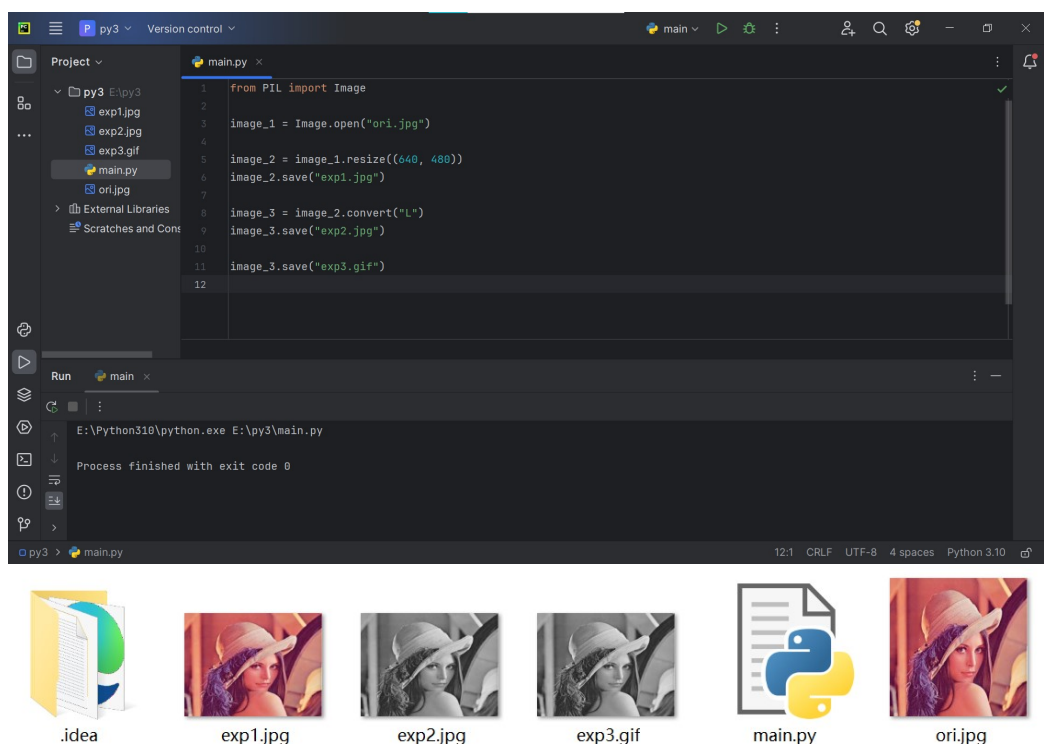 PC
P py3 Version control main
Project
main.py
py3 E:\py3
exp1.jpg
exp2.jpg
exp3.gif
main.py
ori.jpg
External Libraries
Scratches and Cons
1 from PIL import Image
2
3 image_1 = Image.open("ori.jpg")
4
5 image_2 = image_1.resize((640, 480))
6 image_2.save("exp1.jpg")
7
8 image_3 = image_2.convert("L")
9 image_3.save("exp2.jpg")
10
11 image_3.save("exp3.gif")
12
Run main
E:\Python310\python.exe E:\py3\main.py
Process finished with exit code 0
py3 > main.py 12:1 CRLF UTF-8 4 spaces Python 3.10
.idea exp1.jpg exp2.jpg exp3.gif main.py ori.jpg